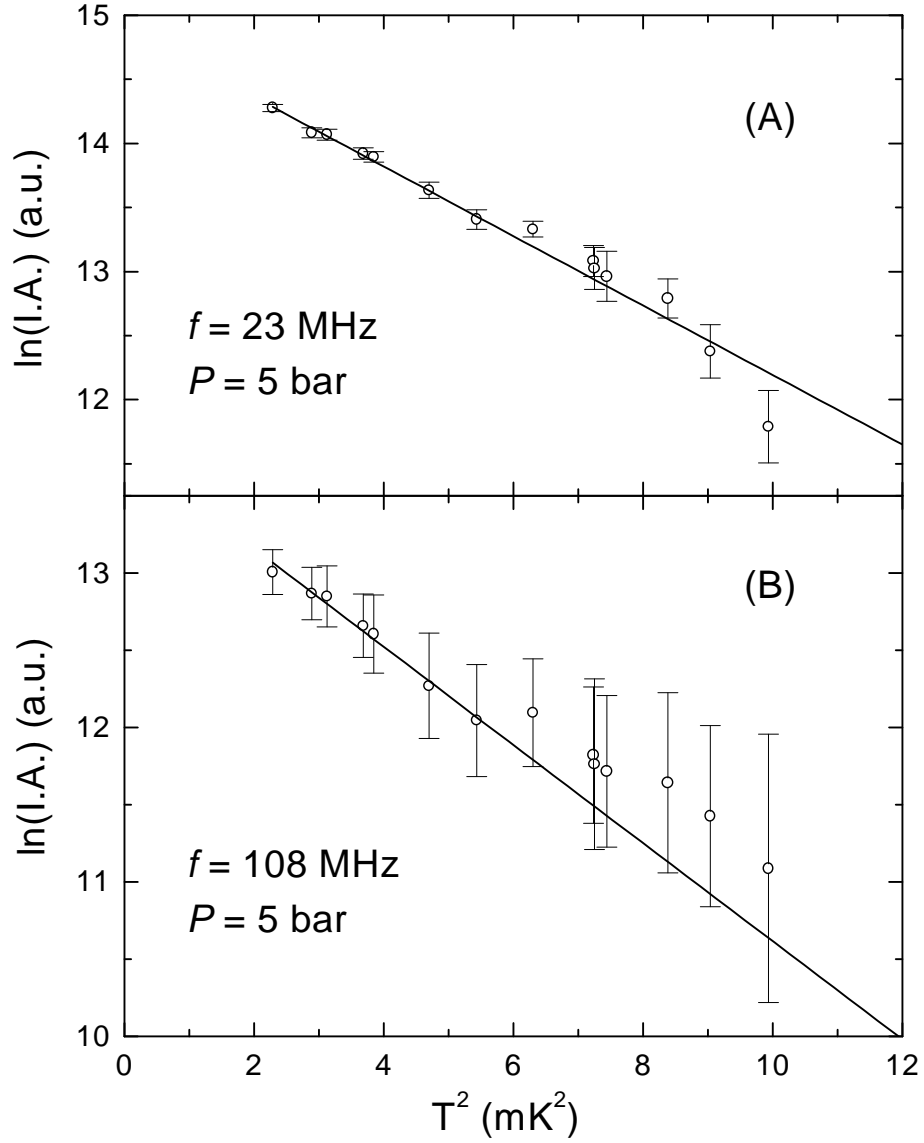 15
14
13
12
ln(I.A.) (a.u.)
(A)
f = 23 MHz
P = 5 bar
13
12
11
10
ln(I.A.) (a.u.)
(B)
f = 108 MHz
P = 5 bar
0 2 4 6 8 10 12
T² (mK²)